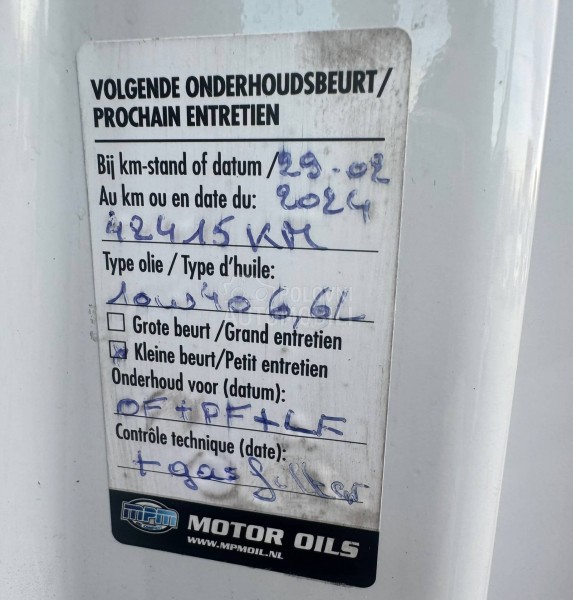 VOLGENDE ONDERHOUDSBEURT/
PROCHAIN ENTRETIEN
Bij km-stand of datum / 29-02
Au km ou en date du: 2024
42415 KM
Type olie / Type d'huile:
10w40 6,6L
Grote beurt / Grand entretien
Kleine beurt/Petit entretien
Onderhoud voor (datum):
OF+PF+LF
Contrôle technique (date):
+ gas filter
MPM MOTOR OILS
WWW.MPMOIL.NL